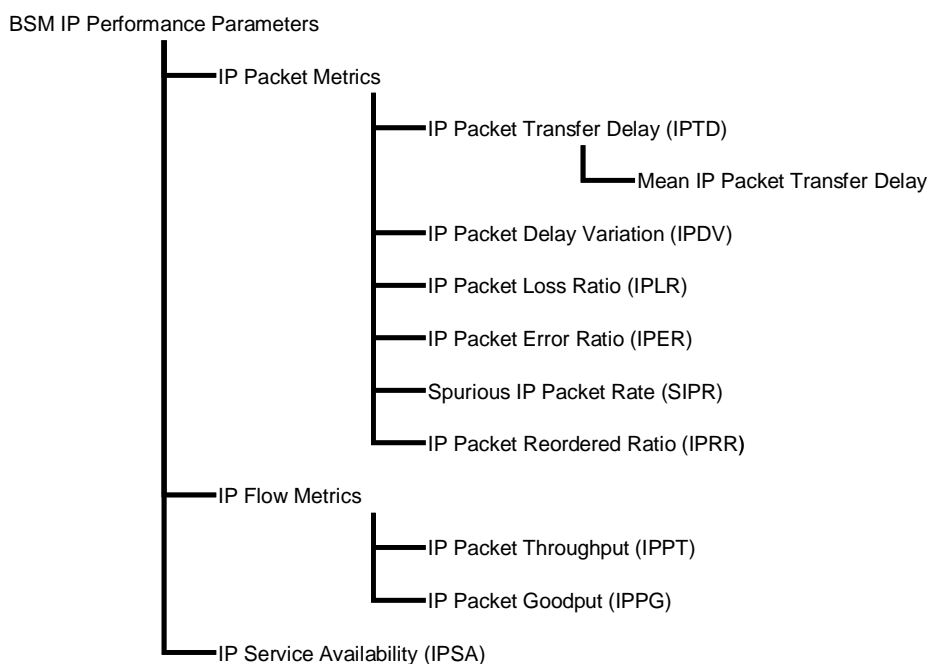 BSM IP Performance Parameters
IP Packet Metrics
IP Packet Transfer Delay (IPTD)
Mean IP Packet Transfer Delay
IP Packet Delay Variation (IPDV)
IP Packet Loss Ratio (IPLR)
IP Packet Error Ratio (IPER)
Spurious IP Packet Rate (SIPR)
IP Packet Reordered Ratio (IPRR)
IP Flow Metrics
IP Packet Throughput (IPPT)
IP Packet Goodput (IPPG)
IP Service Availability (IPSA)